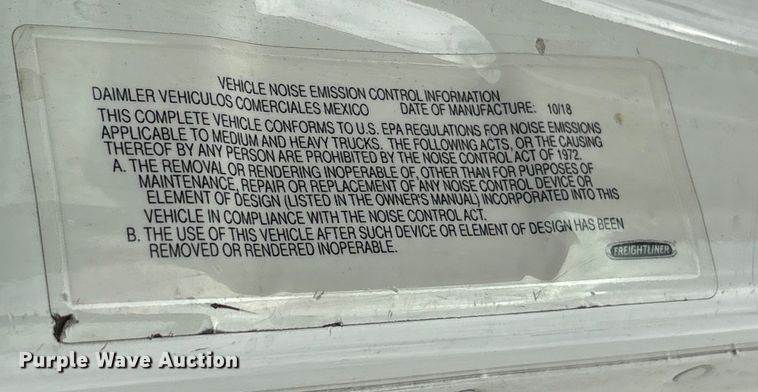 VEHICLE NOISE EMISSION CONTROL INFORMATION
DAIMLER VEHICULOS COMERCIALES MEXICO DATE OF MANUFACTURE: 10/18
THIS COMPLETE VEHICLE CONFORMS TO U.S. EPA REGULATIONS FOR NOISE EMISSIONS
APPLICABLE TO MEDIUM AND HEAVY TRUCKS. THE FOLLOWING ACTS, OR THE CAUSING
THEREOF BY ANY PERSON ARE PROHIBITED BY THE NOISE CONTROL ACT OF 1972.
A. THE REMOVAL OR RENDERING INOPERABLE OF, OTHER THAN FOR PURPOSES OF
MAINTENANCE, REPAIR OR REPLACEMENT OF ANY NOISE CONTROL DEVICE OR
ELEMENT OF DESIGN (LISTED IN THE OWNER'S MANUAL) INCORPORATED INTO THIS
VEHICLE IN COMPLIANCE WITH THE NOISE CONTROL ACT.
B. THE USE OF THIS VEHICLE AFTER SUCH DEVICE OR ELEMENT OF DESIGN HAS BEEN
REMOVED OR RENDERED INOPERABLE.
FREIGHTLINER
Purple Wave Auction